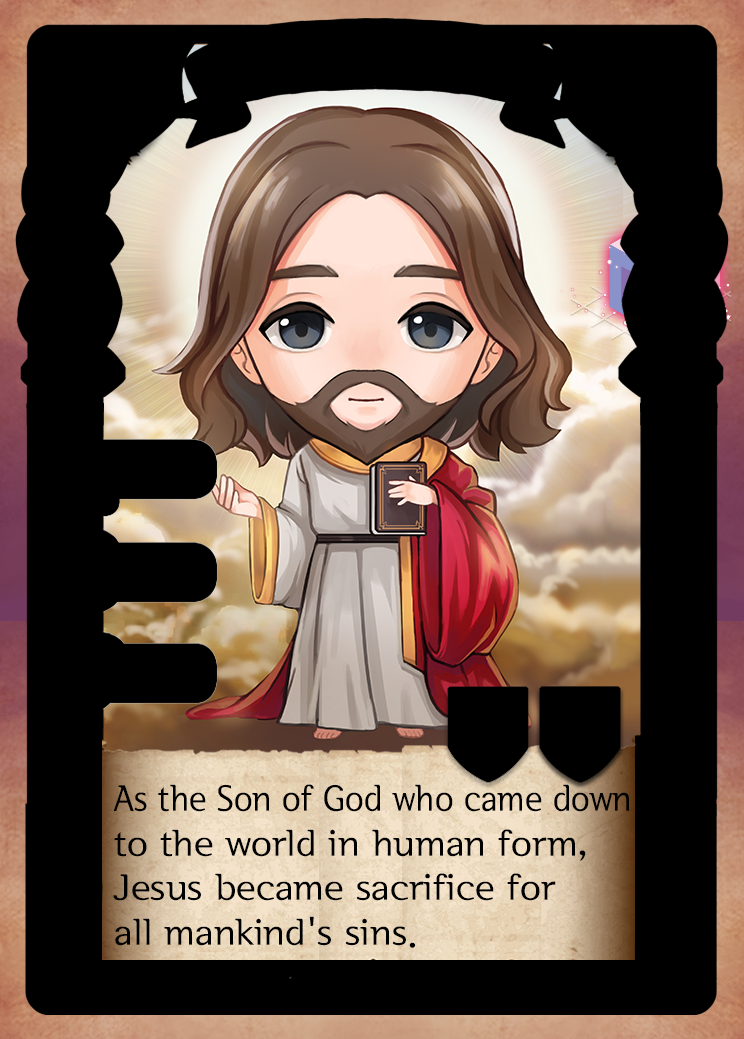 As the Son of God who came down
to the world in human form,
Jesus became sacrifice for
all mankind's sins.